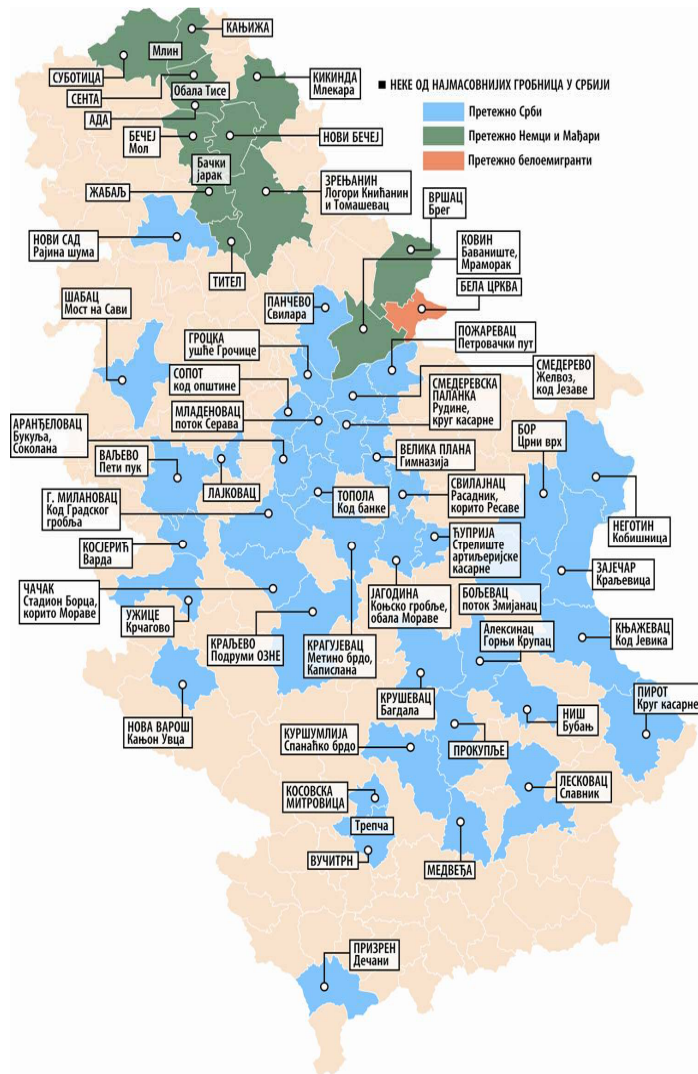 КАЊИЖА
Млин
СУБОТИЦА
СЕНТА
Обала Тисе
АДА
КИКИНДА
Млекара
■ НЕКЕ ОД НАЈМАСОВНИЈИХ ГРОБНИЦА У СРБИЈИ
Претежно Срби
Претежно Немци и Мађари
Претежно белоемигранти
БЕЧЕЈ
Мол
НОВИ БЕЧЕЈ
Бачки
јарак
ЖАБАЉ
ЗРЕЊАНИН
Логори Книћанин
и Томашевац
ВРШАЦ
Брег
НОВИ САД
Рајина шума
ТИТЕЛ
КОВИН
Баваниште,
Мраморак
БЕЛА ЦРКВА
ШАБАЦ
Мост на Сави
ПАНЧЕВО
Свилара
ПОЖАРЕВАЦ
Петровачки пут
ГРОЦКА
ушће Грочице
СОПОТ
код општине
СМЕДЕРЕВО
Желвоз,
код Језаве
МЛАДЕНОВАЦ
поток Серава
СМЕДЕРЕВСКА
ПАЛАНКА
Рудине,
круг касарне
АРАНЂЕЛОВАЦ
Букуља,
Соколана
ВАЉЕВО
Пети пук
ЛАЈКОВАЦ
ВЕЛИКА ПЛАНА
Гимназија
БОР
Црни врх
Г. МИЛАНОВАЦ
Код Градског
гробља
ТОПОЛА
Код банке
СВИЛАЈНАЦ
Расадник,
корито Ресаве
НЕГОТИН
Кобишница
КОСЈЕРИЋ
Варда
ЋУПРИЈА
Стрелиште
артиљеријске
касарне
ЗАЈЕЧАР
Краљевица
ЧАЧАК
Стадион Борца,
корито Мораве
УЖИЦЕ
Крчагово
КРАЉЕВО
Подруми ОЗНЕ
КРАГУЈЕВАЦ
Метино брдо,
Капислана
ЈАГОДИНА
Коњско гробље,
обала Мораве
БОЉЕВАЦ
поток Змијанац
Алексинац
Горњи Крупац
КЊАЖЕВАЦ
Код Јевика
НОВА ВАРОШ
Кањон Увца
КРУШЕВАЦ
Багдала
НИШ
Бубањ
ПИРОТ
Круг касарне
КУРШУМЛИЈА
Спанаћко брдо
ПРОКУПЉЕ
ЛЕСКОВАЦ
Славник
КОСОВСКА
МИТРОВИЦА
Трепча
ВУЧИТРН
МЕДВЕЂА
ПРИЗРЕН
Дечани